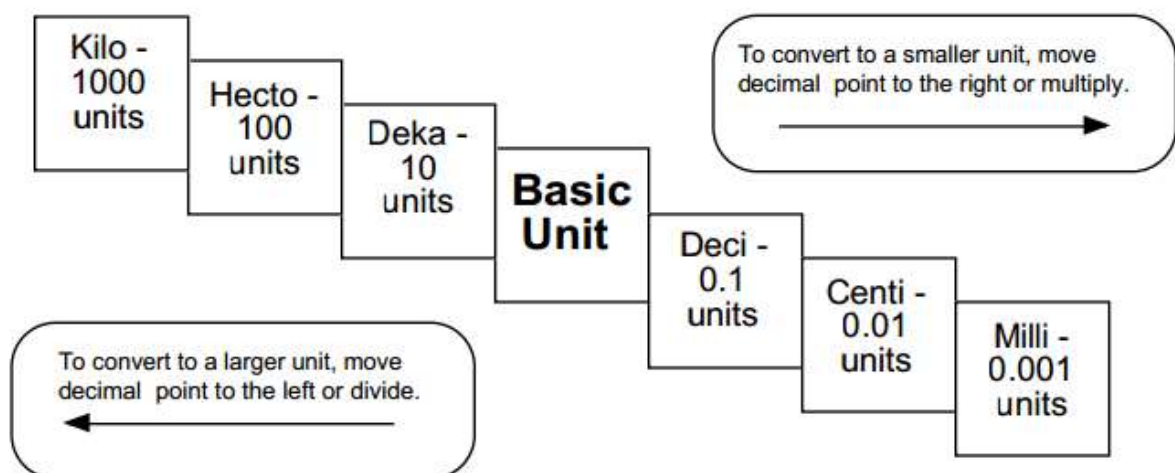 Kilo -
1000
units
Hecto -
100
units
Deka -
10
units
Basic
Unit
Deci -
0.1
units
Centi -
0.01
units
Milli -
0.001
units
To convert to a smaller unit, move
decimal point to the right or multiply.
To convert to a larger unit, move
decimal point to the left or divide.